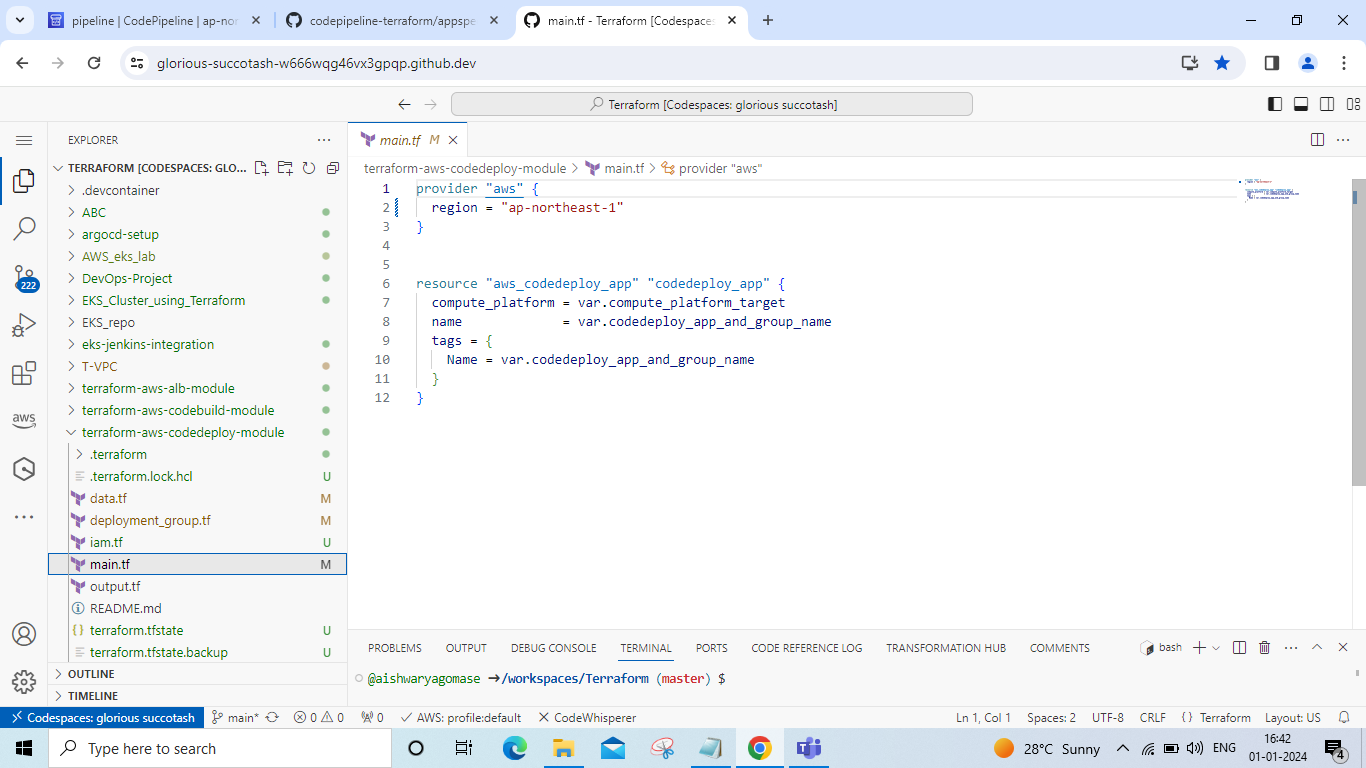 pipeline | CodePipeline | ap-nor
codepipeline-terraform/appspe
main.tf - Terraform [Codespaces
glorious-succotash-w666wqg46vx3gpqp.github.dev
Terraform [Codespaces: glorious succotash]
EXPLORER
TERRAFORM [CODESPACES: GLO...
.devcontainer
ABC
argocd-setup
AWS_eks_lab
DevOps-Project
EKS_Cluster_using_Terraform
EKS_repo
eks-jenkins-integration
T-VPC
terraform-aws-alb-module
terraform-aws-codebuild-module
terraform-aws-codedeploy-module
.terraform
.terraform.lock.hcl U
data.tf M
deployment_group.tf M
iam.tf U
main.tf M
output.tf
README.md
terraform.tfstate U
terraform.tfstate.backup U
OUTLINE
TIMELINE
222
aws
main.tf M
terraform-aws-codedeploy-module > main.tf > provider "aws"
1 provider "aws" {
2 region = "ap-northeast-1"
3 }
4
5
6 resource "aws_codedeploy_app" "codedeploy_app" {
7 compute_platform = var.compute_platform_target
8 name = var.codedeploy_app_and_group_name
9 tags = {
10 Name = var.codedeploy_app_and_group_name
11 }
12 }
PROBLEMS OUTPUT DEBUG CONSOLE TERMINAL PORTS CODE REFERENCE LOG TRANSFORMATION HUB COMMENTS
bash
@aishwaryagomase ➜/workspaces/Terraform (master) $
Codespaces: glorious succotash main* 0 0 0 AWS: profile:default CodeWhisperer Ln 1, Col 1 Spaces: 2 UTF-8 CRLF {} Terraform Layout: US
Type here to search
28°C Sunny
ENG
16:42
01-01-2024
4